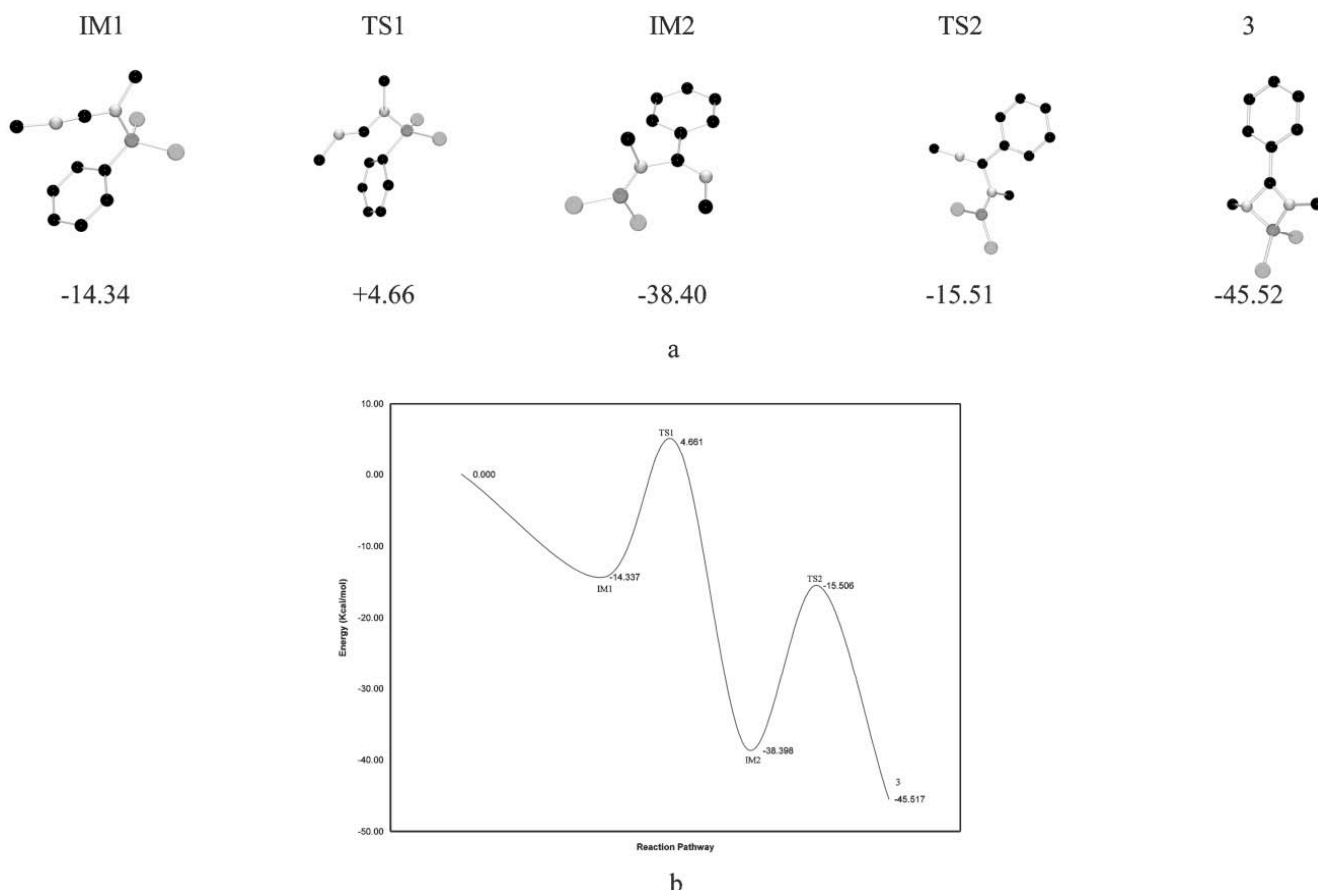 IM1 TS1 IM2 TS2 3
-14.34 +4.66 -38.40 -15.51 -45.52
a
10.00
TS1
4.661
0.00
0.000
-10.00
-14.337
IM1
TS2
-15.506
-20.00
Energy (Kcal/mol)
-30.00
-38.398
IM2
-40.00
3
-45.517
-50.00
Reaction Pathway
b